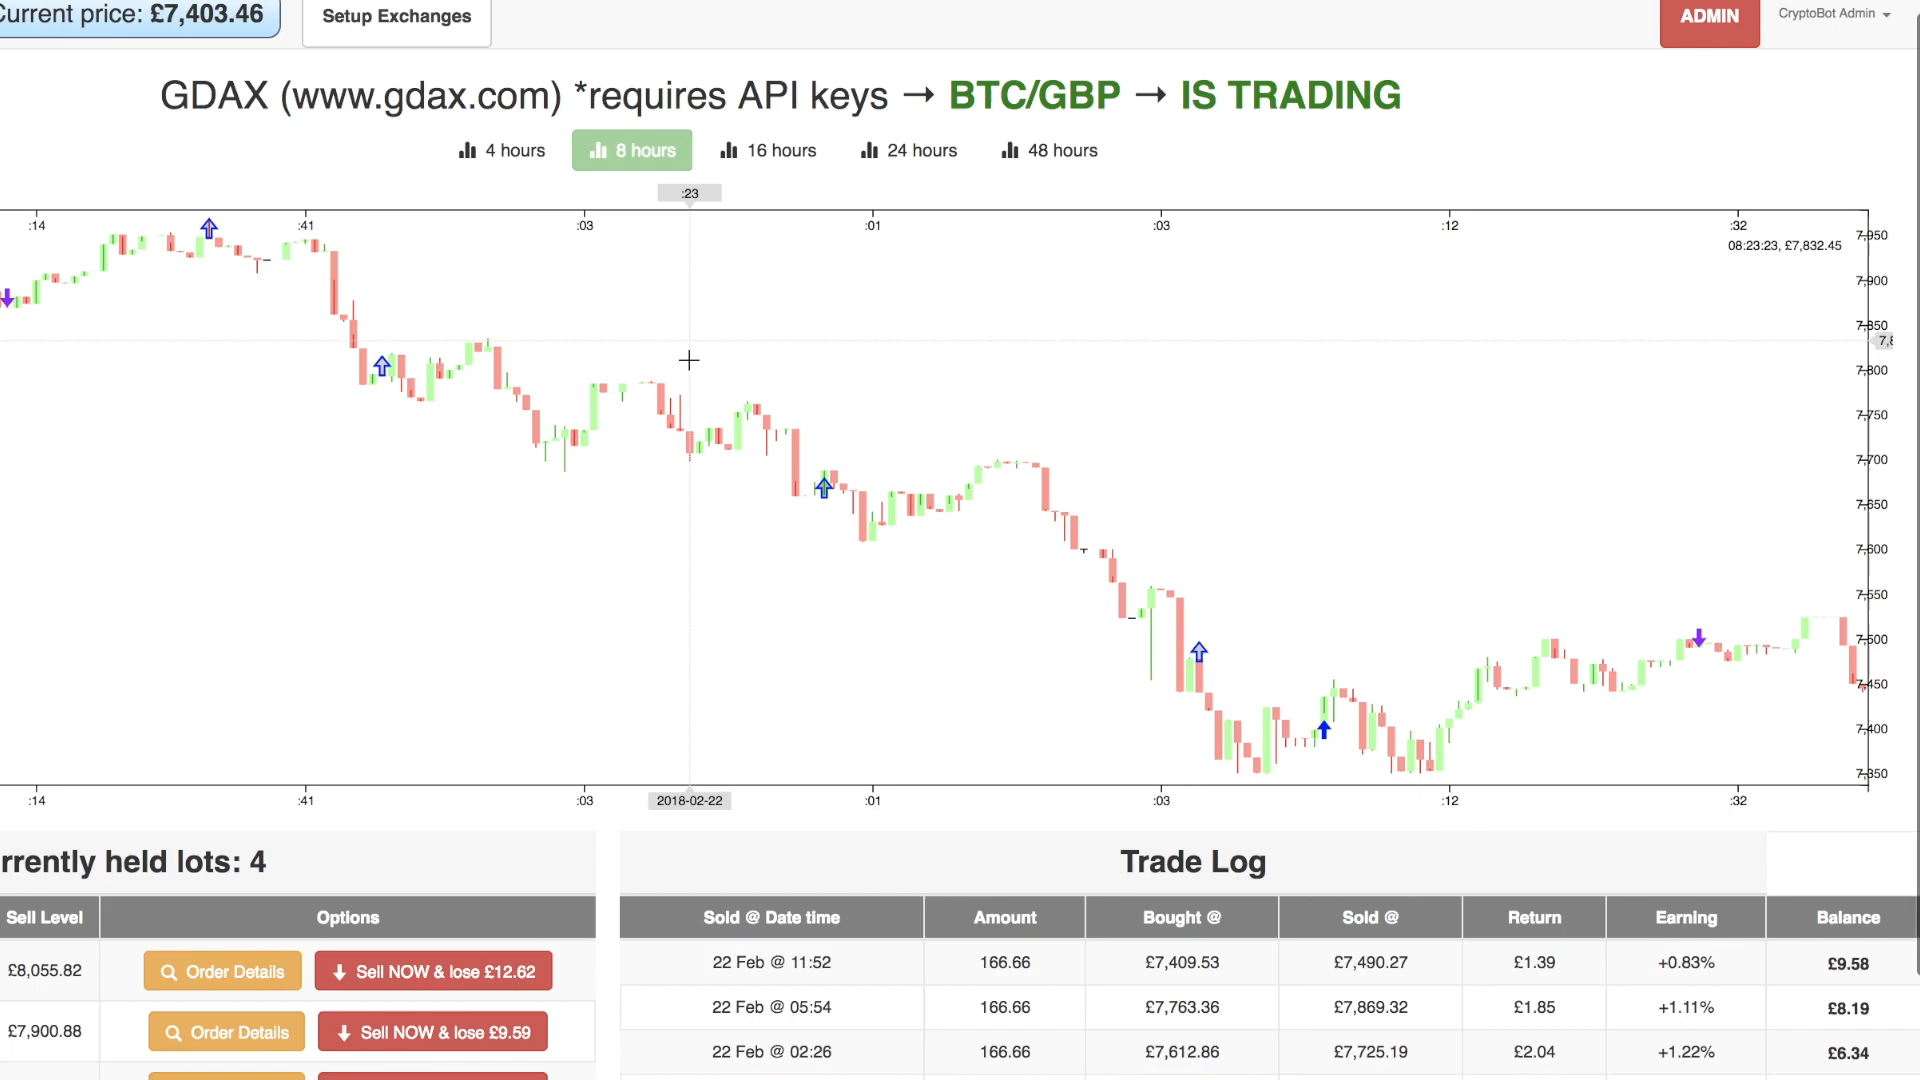 Current price: £7,403.46
Setup Exchanges
ADMIN
CryptoBot Admin
GDAX (www.gdax.com) *requires API keys → BTC/GBP → IS TRADING
4 hours 8 hours 16 hours 24 hours 48 hours
:23
:14 :41 :03 :01 :03 :12 :32
08:23:23, £7,832.45
7,950
7,900
7,850
7,8
7,800
7,750
7,700
7,650
7,600
7,550
7,500
7,450
7,400
7,350
:14 :41 :03 2018-02-22 :01 :03 :12 :32
rrently held lots: 4
Sell Level Options
£8,055.82 Order Details Sell NOW & lose £12.62
£7,900.88 Order Details Sell NOW & lose £9.59
Trade Log
Sold @ Date time Amount Bought @ Sold @ Return Earning Balance
22 Feb @ 11:52 166.66 £7,409.53 £7,490.27 £1.39 +0.83% £9.58
22 Feb @ 05:54 166.66 £7,763.36 £7,869.32 £1.85 +1.11% £8.19
22 Feb @ 02:26 166.66 £7,612.86 £7,725.19 £2.04 +1.22% £6.34